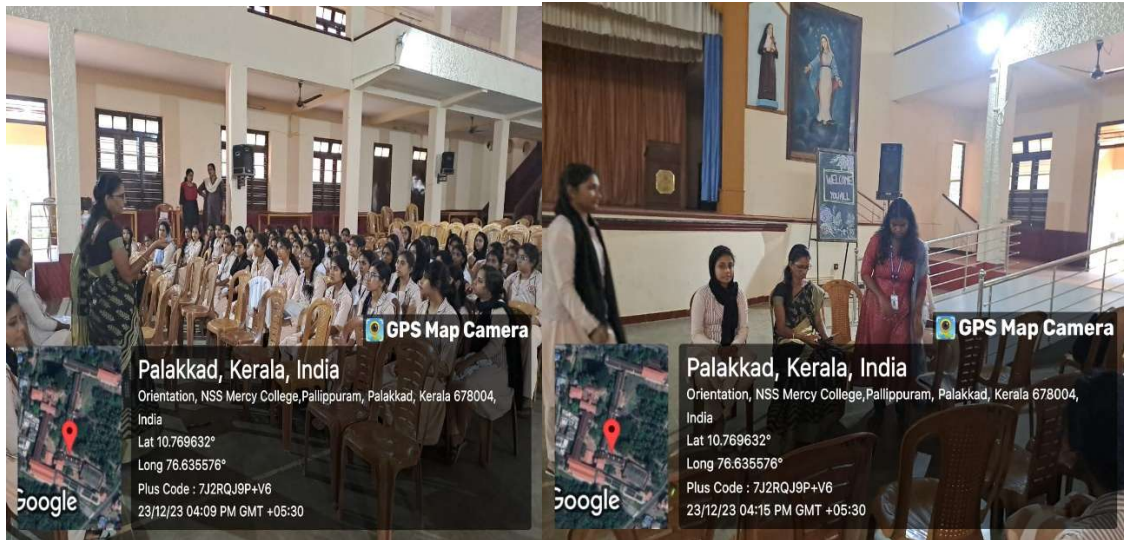 GPS Map Camera
Palakkad, Kerala, India
Orientation, NSS Mercy College,Pallippuram, Palakkad, Kerala 678004,
India
Lat 10.769632°
Long 76.635576°
Plus Code : 7J2RQJ9P+V6
23/12/23 04:09 PM GMT +05:30
Google
WELCOME
YOU ALL
GPS Map Camera
Palakkad, Kerala, India
Orientation, NSS Mercy College,Pallippuram, Palakkad, Kerala 678004,
India
Lat 10.769632°
Long 76.635576°
Plus Code : 7J2RQJ9P+V6
23/12/23 04:15 PM GMT +05:30
Google